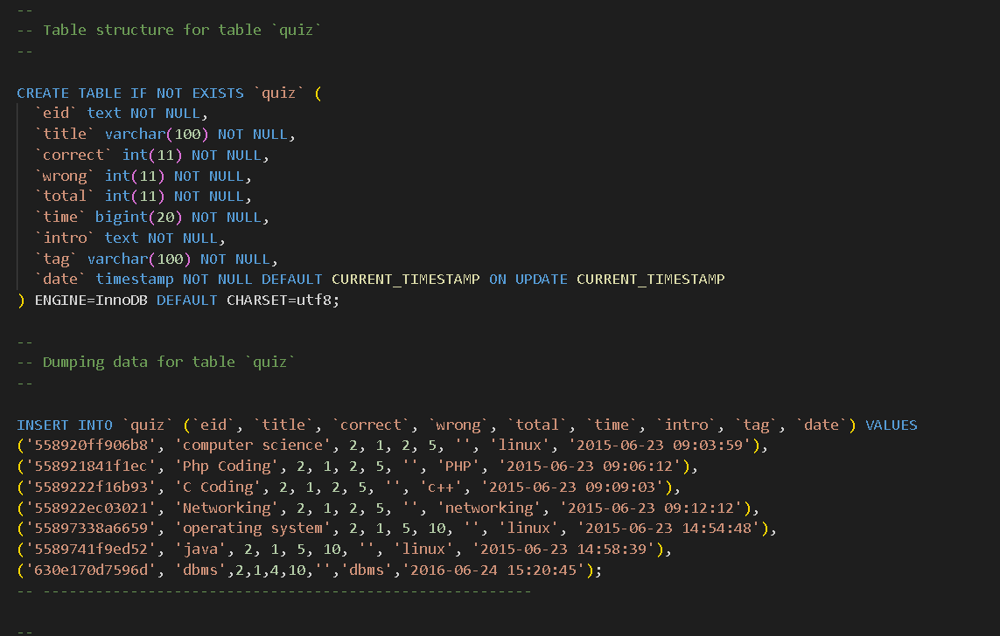 --
-- Table structure for table `quiz`
--
CREATE TABLE IF NOT EXISTS `quiz` (
`eid` text NOT NULL,
`title` varchar(100) NOT NULL,
`correct` int(11) NOT NULL,
`wrong` int(11) NOT NULL,
`total` int(11) NOT NULL,
`time` bigint(20) NOT NULL,
`intro` text NOT NULL,
`tag` varchar(100) NOT NULL,
`date` timestamp NOT NULL DEFAULT CURRENT_TIMESTAMP ON UPDATE CURRENT_TIMESTAMP
) ENGINE=InnoDB DEFAULT CHARSET=utf8;
--
-- Dumping data for table `quiz`
--
INSERT INTO `quiz` (`eid`, `title`, `correct`, `wrong`, `total`, `time`, `intro`, `tag`, `date`) VALUES
('558920ff906b8', 'computer science', 2, 1, 2, 5, '', 'linux', '2015-06-23 09:03:59'),
('558921841f1ec', 'Php Coding', 2, 1, 2, 5, '', 'PHP', '2015-06-23 09:06:12'),
('5589222f16b93', 'C Coding', 2, 1, 2, 5, '', 'c++', '2015-06-23 09:09:03'),
('558922ec03021', 'Networking', 2, 1, 2, 5, '', 'networking', '2015-06-23 09:12:12'),
('55897338a6659', 'operating system', 2, 1, 5, 10, '', 'linux', '2015-06-23 14:54:48'),
('5589741f9ed52', 'java', 2, 1, 5, 10, '', 'linux', '2015-06-23 14:58:39'),
('630e170d7596d', 'dbms',2,1,4,10,'','dbms','2016-06-24 15:20:45');
-- --------------------------------------------------------
--